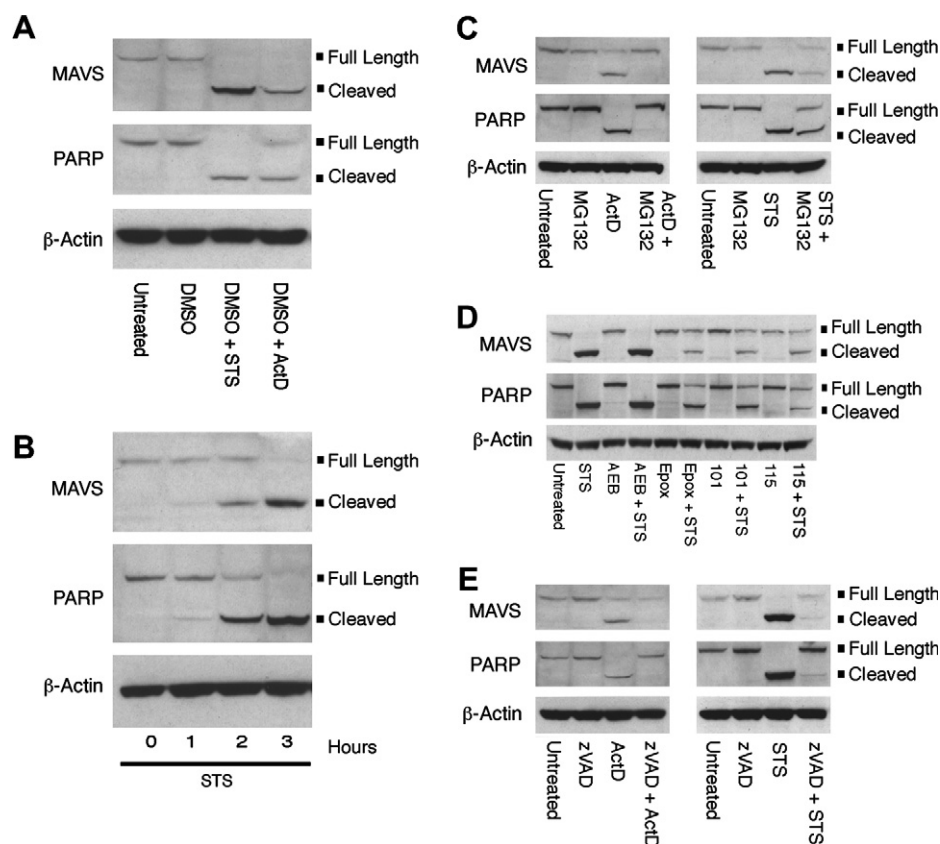 A
MAVS
Full Length
Cleaved
PARP
Full Length
Cleaved
β-Actin
Untreated
DMSO
DMSO + STS
DMSO + ActD
B
MAVS
Full Length
Cleaved
PARP
Full Length
Cleaved
β-Actin
0 1 2 3 Hours
STS
C
MAVS
Full Length
Cleaved
PARP
Full Length
Cleaved
β-Actin
Untreated
MG132
ActD
ActD +
MG132
Untreated
MG132
STS
STS +
MG132
D
MAVS
Full Length
Cleaved
PARP
Full Length
Cleaved
β-Actin
Untreated
STS
AEB
AEB + STS
Epox
Epox + STS
101
101 + STS
115
115 + STS
E
MAVS
Full Length
Cleaved
PARP
Full Length
Cleaved
β-Actin
Untreated
zVAD
ActD
zVAD + ActD
Untreated
zVAD
STS
zVAD + STS